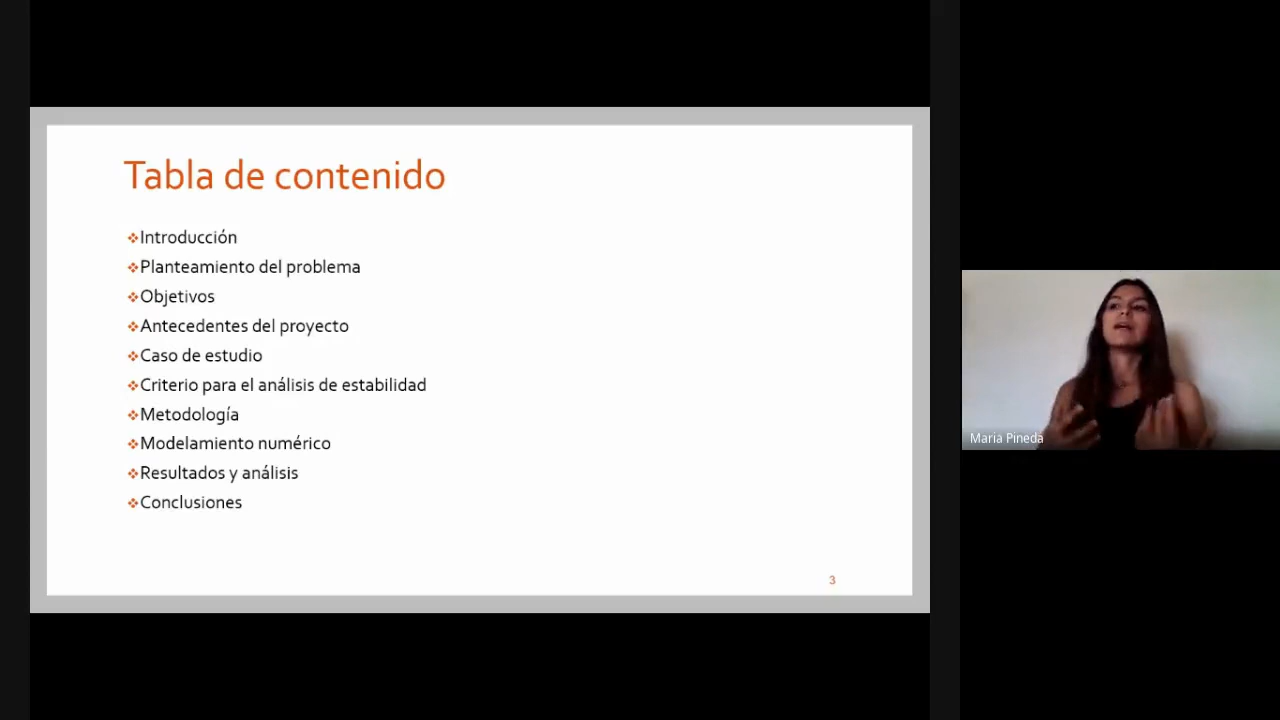 Tabla de contenido
Introducción
Planteamiento del problema
Objetivos
Antecedentes del proyecto
Caso de estudio
Criterio para el análisis de estabilidad
Metodología
Modelamiento numérico
Resultados y análisis
Conclusiones
3
Maria Pineda